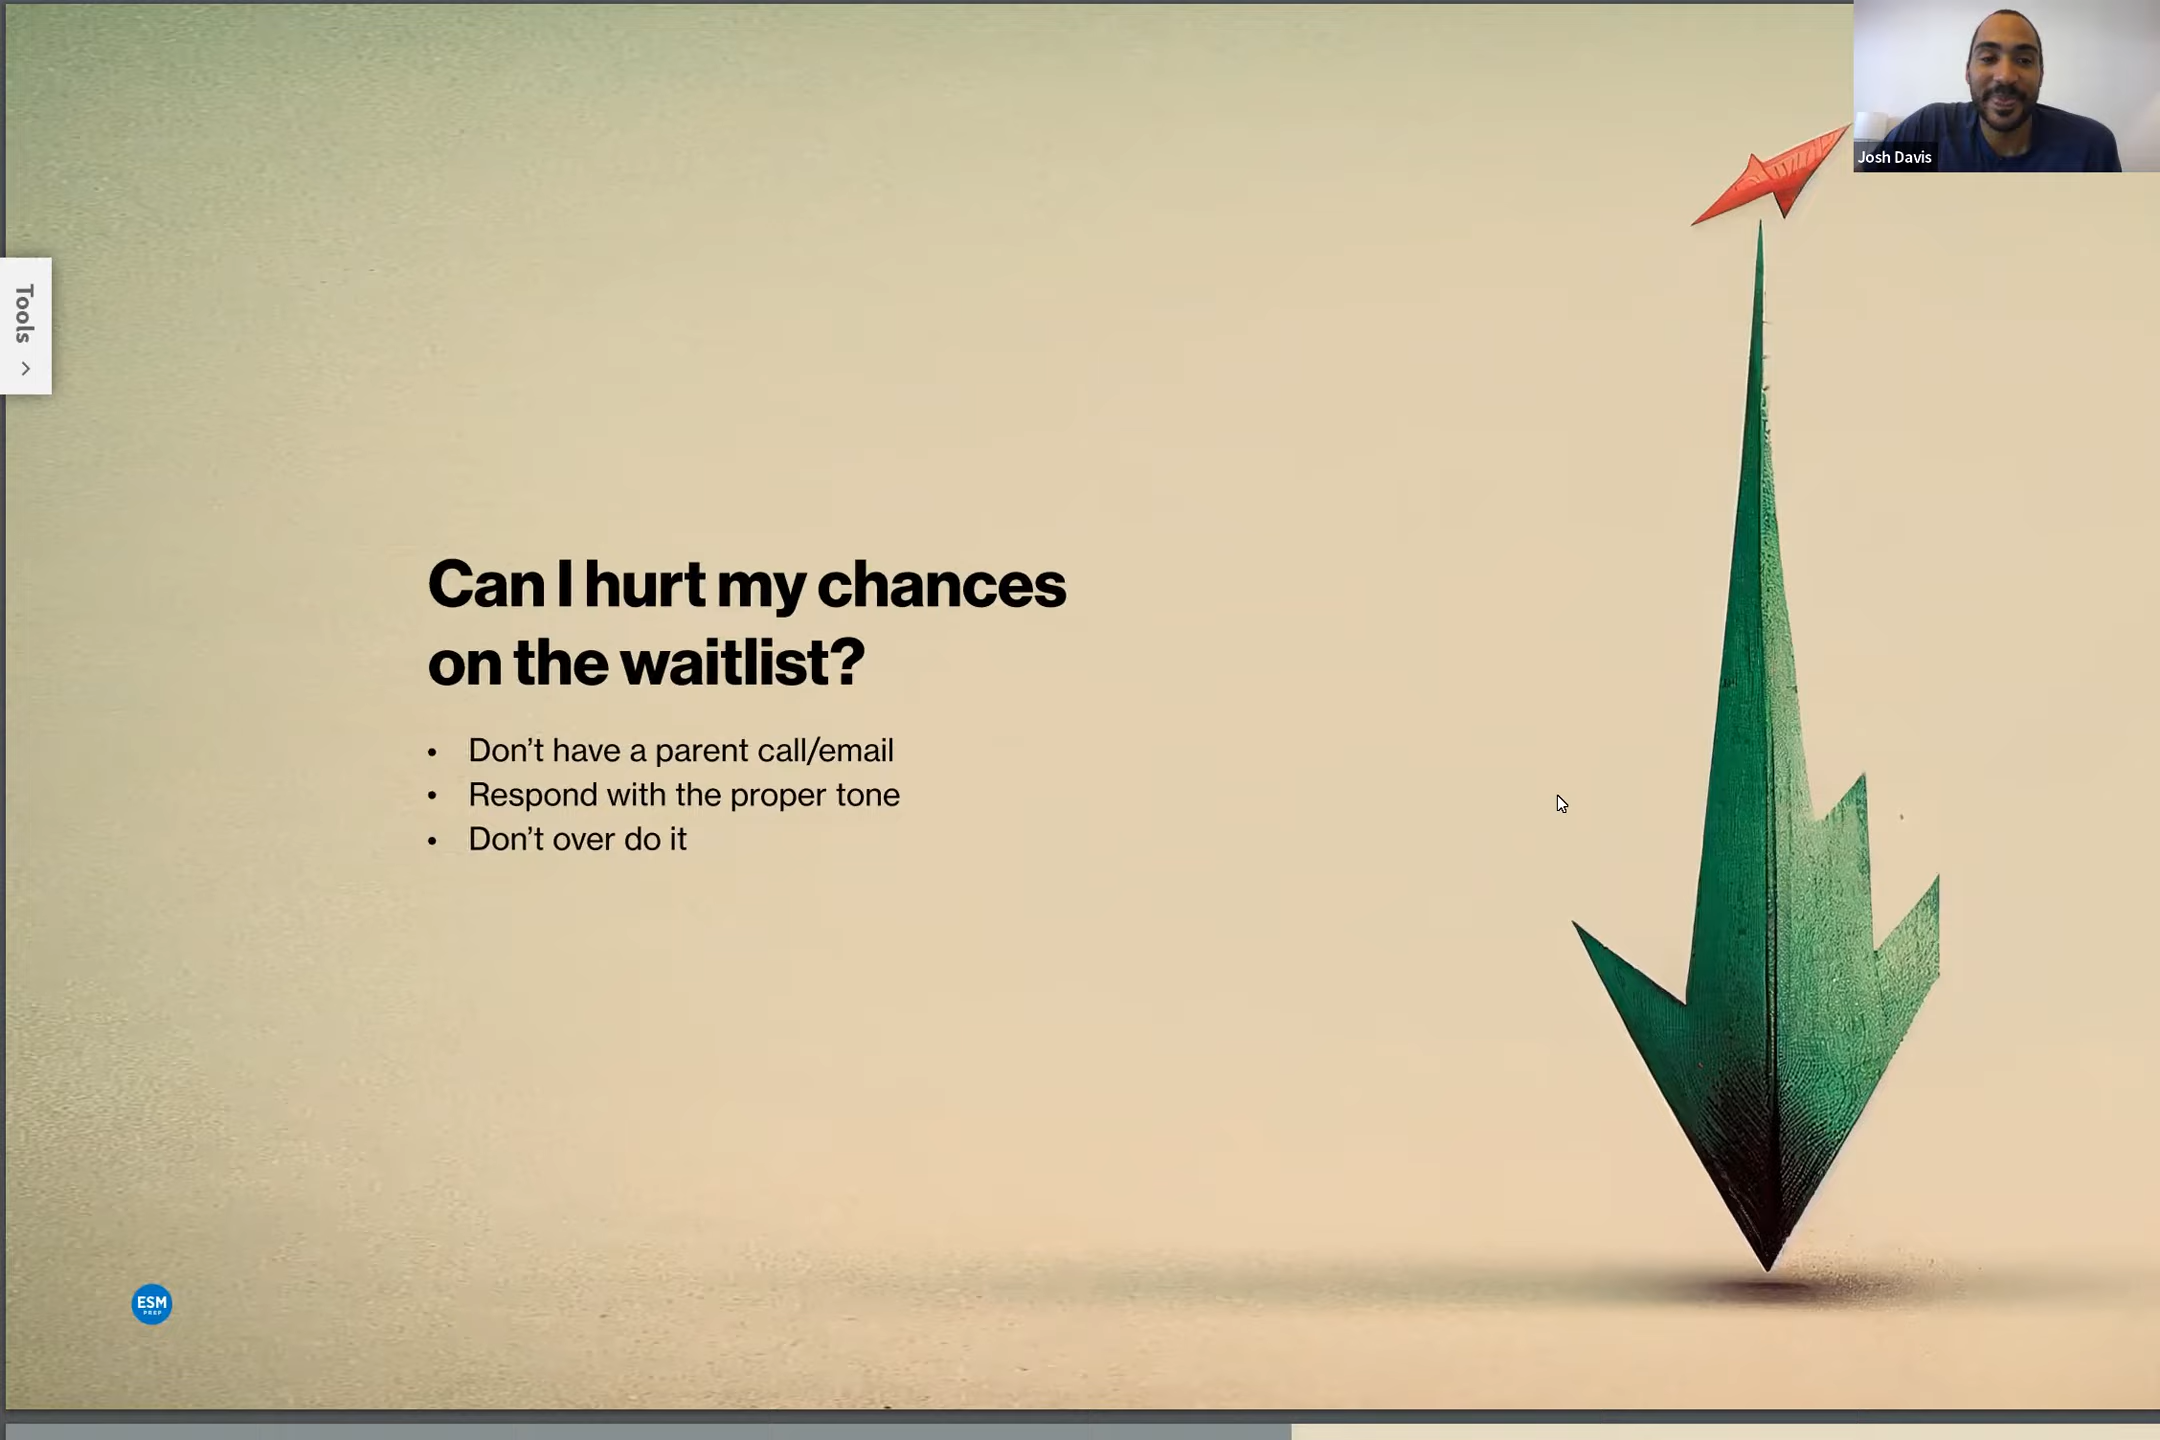 Josh Davis
Tools
Can I hurt my chances
on the waitlist?
• Don’t have a parent call/email
• Respond with the proper tone
• Don’t over do it
ESM
PREP